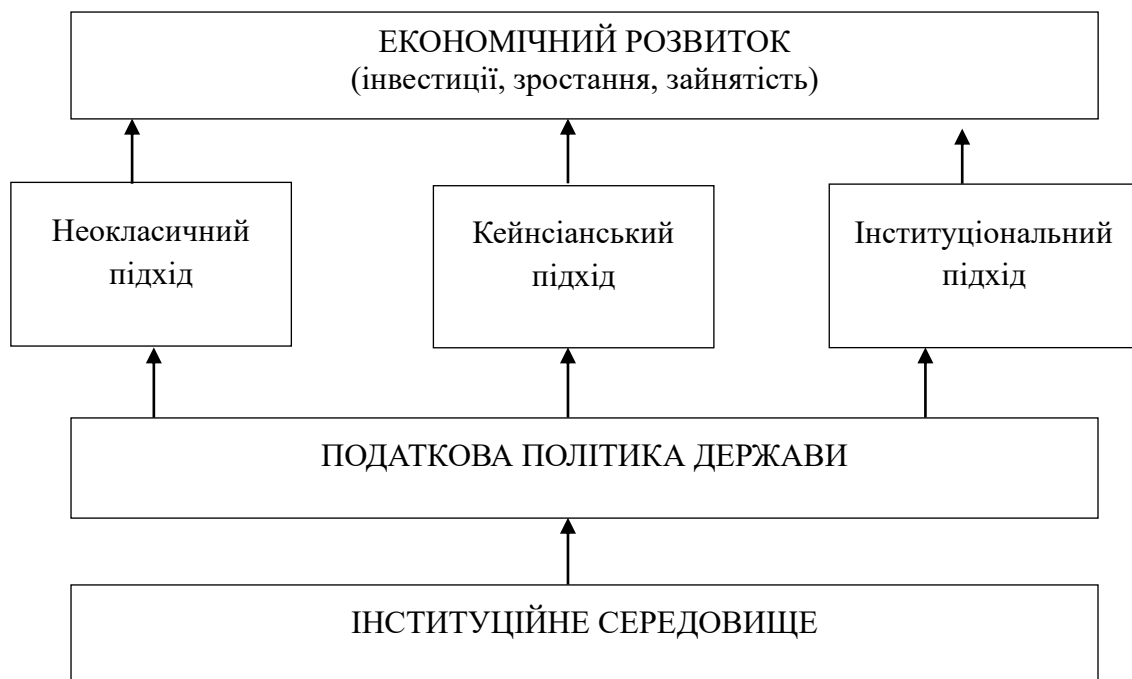 ЕКОНОМІЧНИЙ РОЗВИТОК
(інвестиції, зростання, зайнятість)
Неокласичний
підхід
Кейнсіанський
підхід
Інституціональний
підхід
ПОДАТКОВА ПОЛІТИКА ДЕРЖАВИ
ІНСТИТУЦІЙНЕ СЕРЕДОВИЩЕ